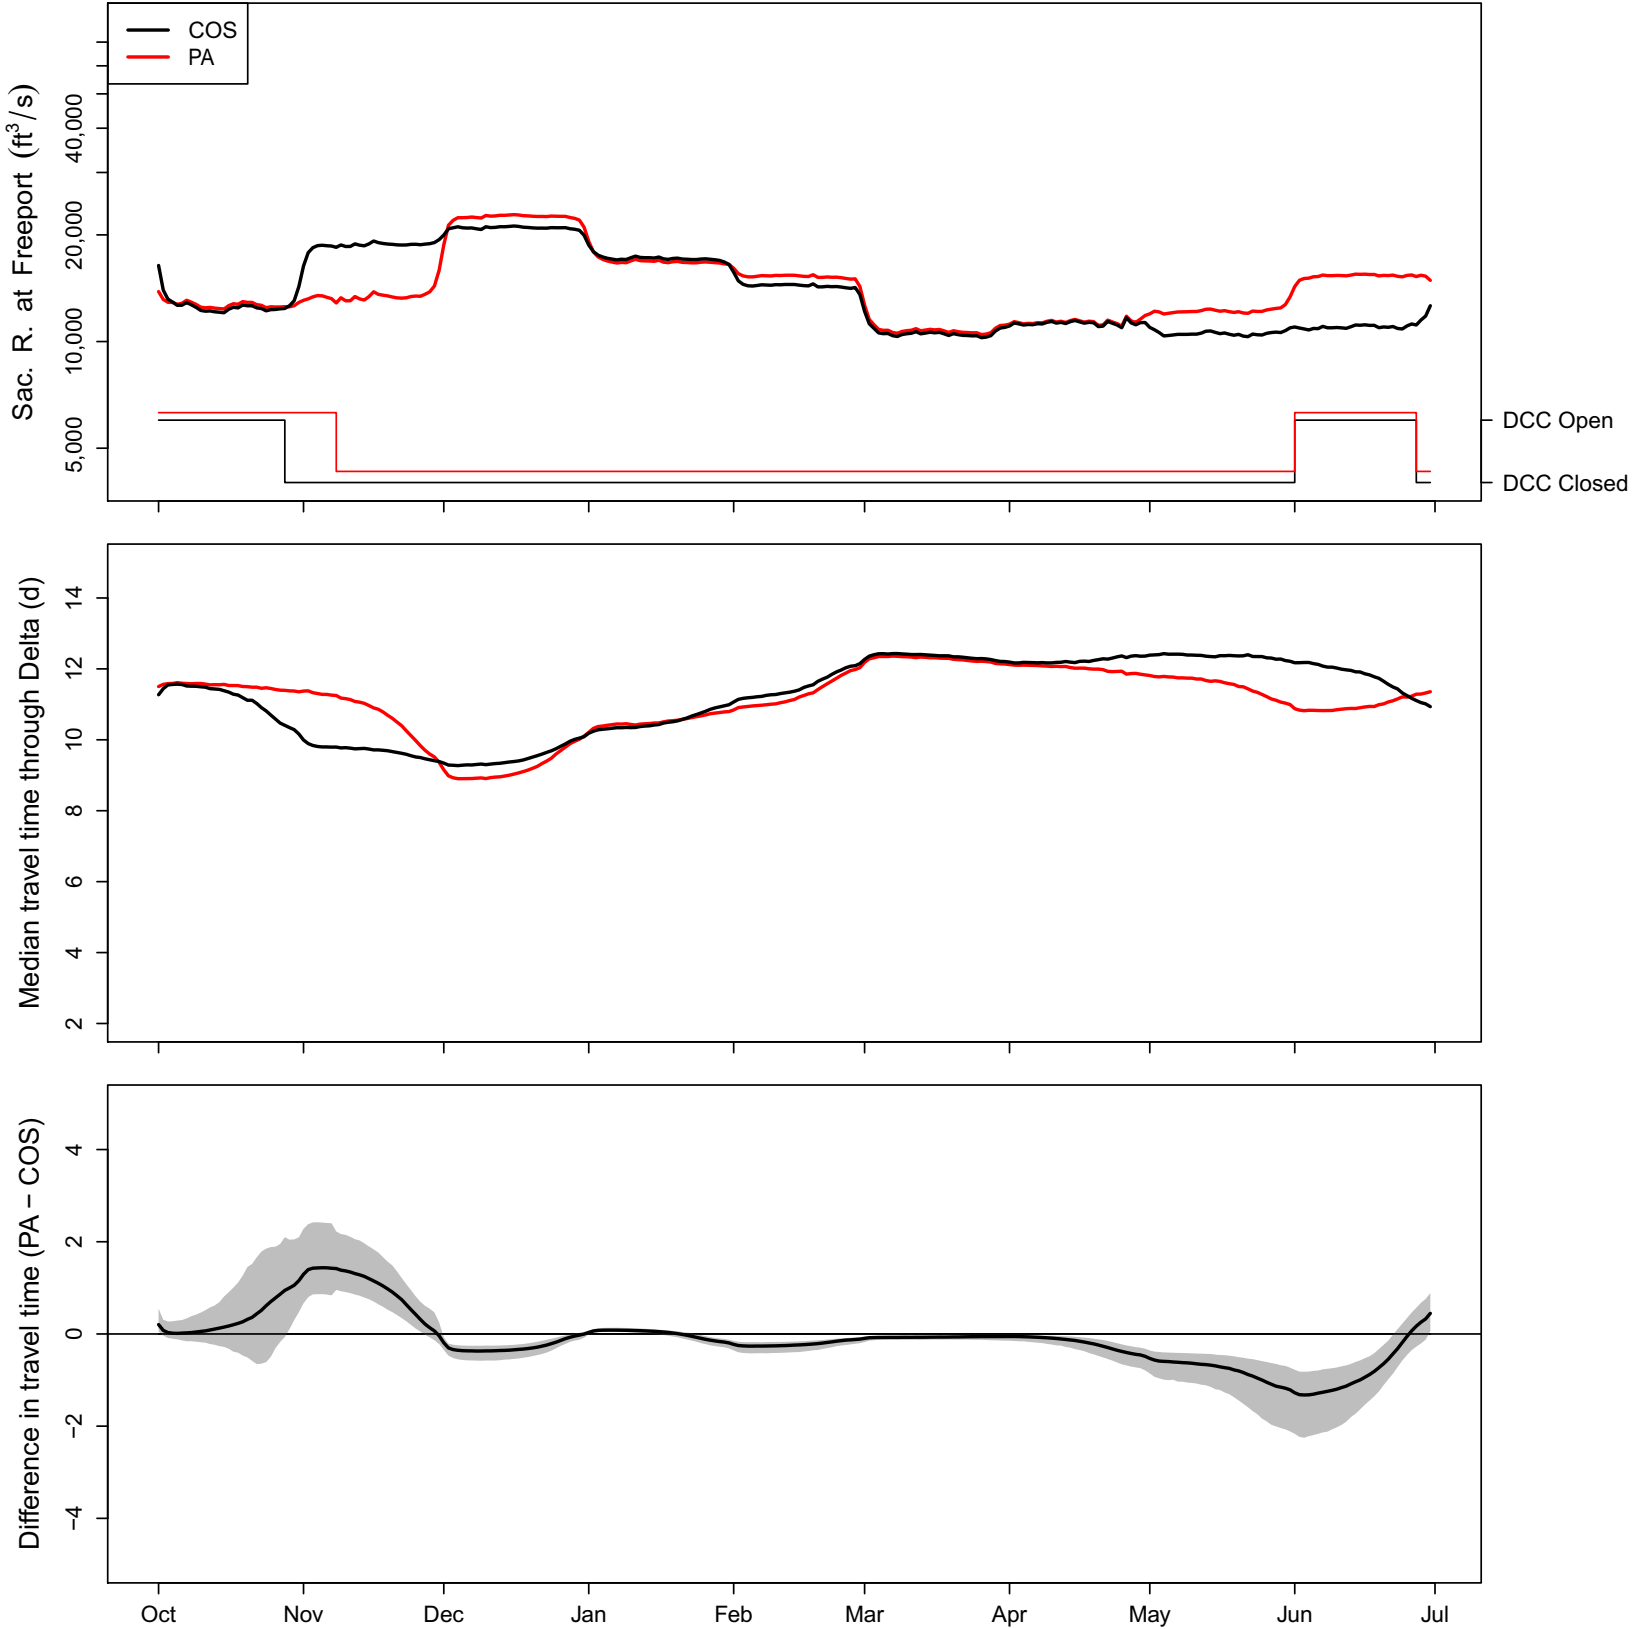 COS
PA
Sac. R. at Freeport (ft³/s)
40,000
20,000
10,000
5,000
DCC Open
DCC Closed
Median travel time through Delta (d)
14
12
10
8
6
4
2
Difference in travel time (PA − COS)
4
2
0
−2
−4
Oct Nov Dec Jan Feb Mar Apr May Jun Jul